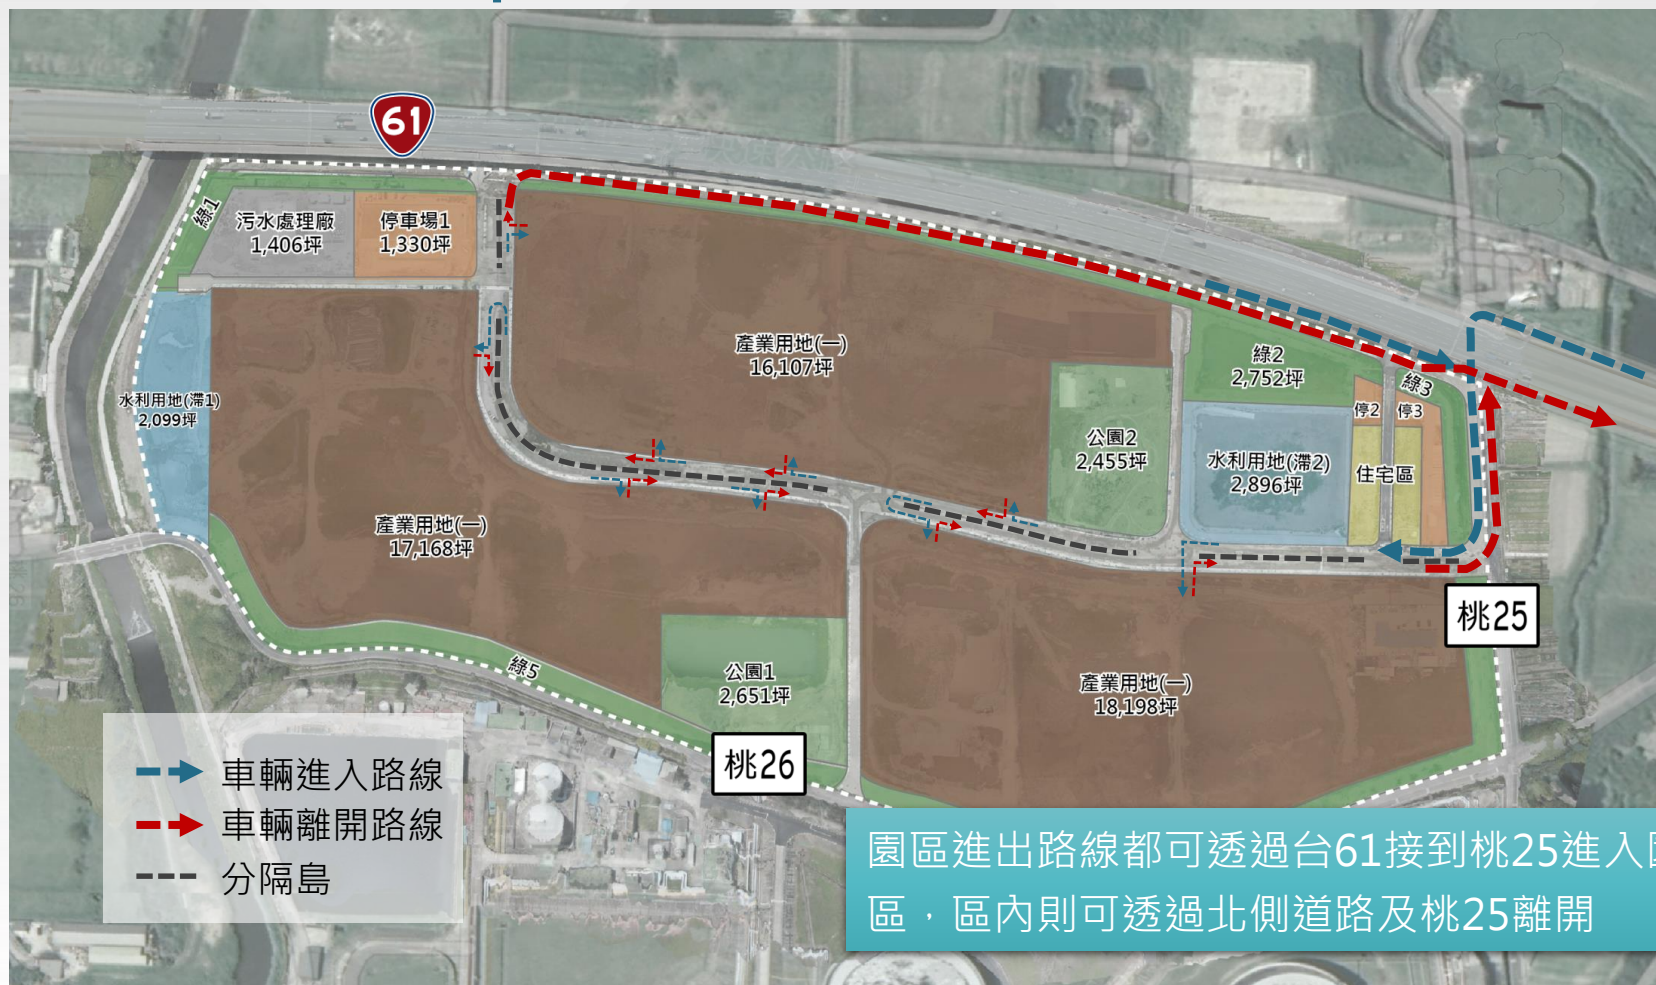 61
綠1
污水處理廠
1,406坪
停車場1
1,330坪
產業用地(一)
16,107坪
綠2
2,752坪
綠3
水利用地(滯1)
2,099坪
停2
停3
公園2
2,455坪
水利用地(滯2)
2,896坪
住宅區
產業用地(一)
17,168坪
桃25
綠5
公園1
2,651坪
產業用地(一)
18,198坪
桃26
車輛進入路線
車輛離開路線
分隔島
園區進出路線都可透過台61接到桃25進入園
區，區內則可透過北側道路及桃25離開